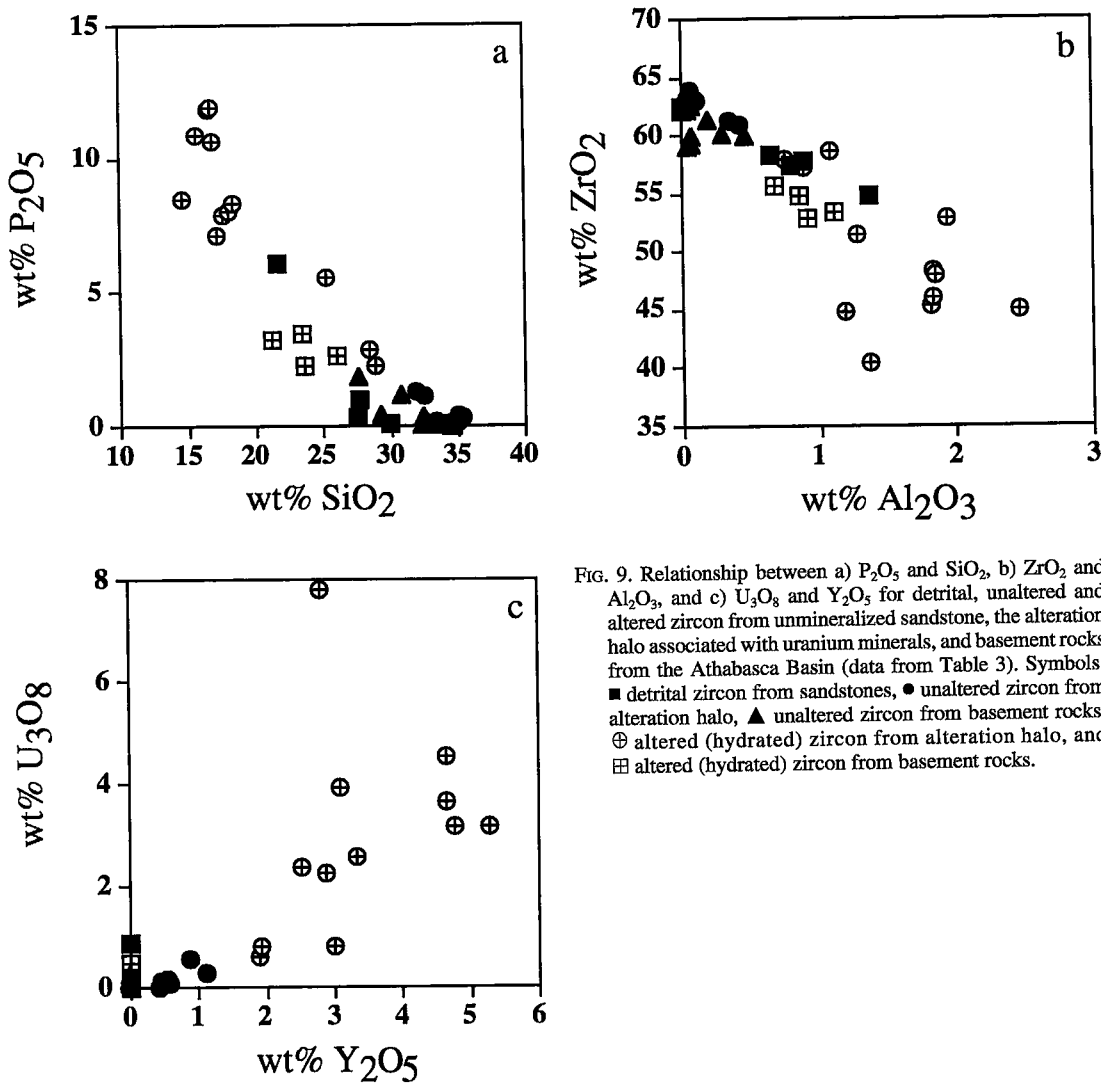 a
15
10
5
0
10 15 20 25 30 35 40
wt% P₂O₅
wt% SiO₂
b
70
65
60
55
50
45
40
35
0 1 2 3
wt% ZrO₂
wt% Al₂O₃
c
8
6
4
2
0
0 1 2 3 4 5 6
wt% U₃O₈
wt% Y₂O₅
FIG. 9. Relationship between a) P₂O₅ and SiO₂, b) ZrO₂ and
Al₂O₃, and c) U₃O₈ and Y₂O₅ for detrital, unaltered and
altered zircon from unmineralized sandstone, the alteration
halo associated with uranium minerals, and basement rocks
from the Athabasca Basin (data from Table 3). Symbols
■ detrital zircon from sandstones, ● unaltered zircon from
alteration halo, ▲ unaltered zircon from basement rocks
⊕ altered (hydrated) zircon from alteration halo, and
⊞ altered (hydrated) zircon from basement rocks.